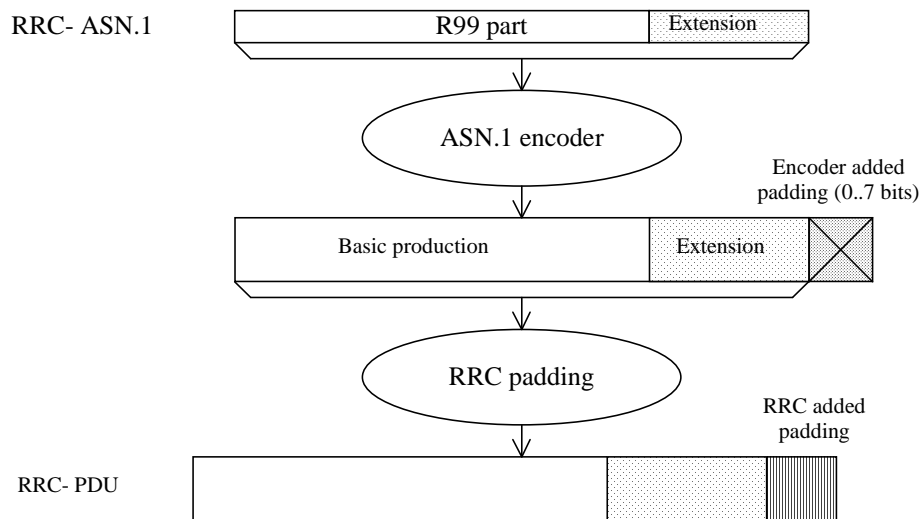 RRC- ASN.1
R99 part
Extension
ASN.1 encoder
Encoder added
padding (0..7 bits)
Basic production
Extension
RRC padding
RRC added
padding
RRC- PDU